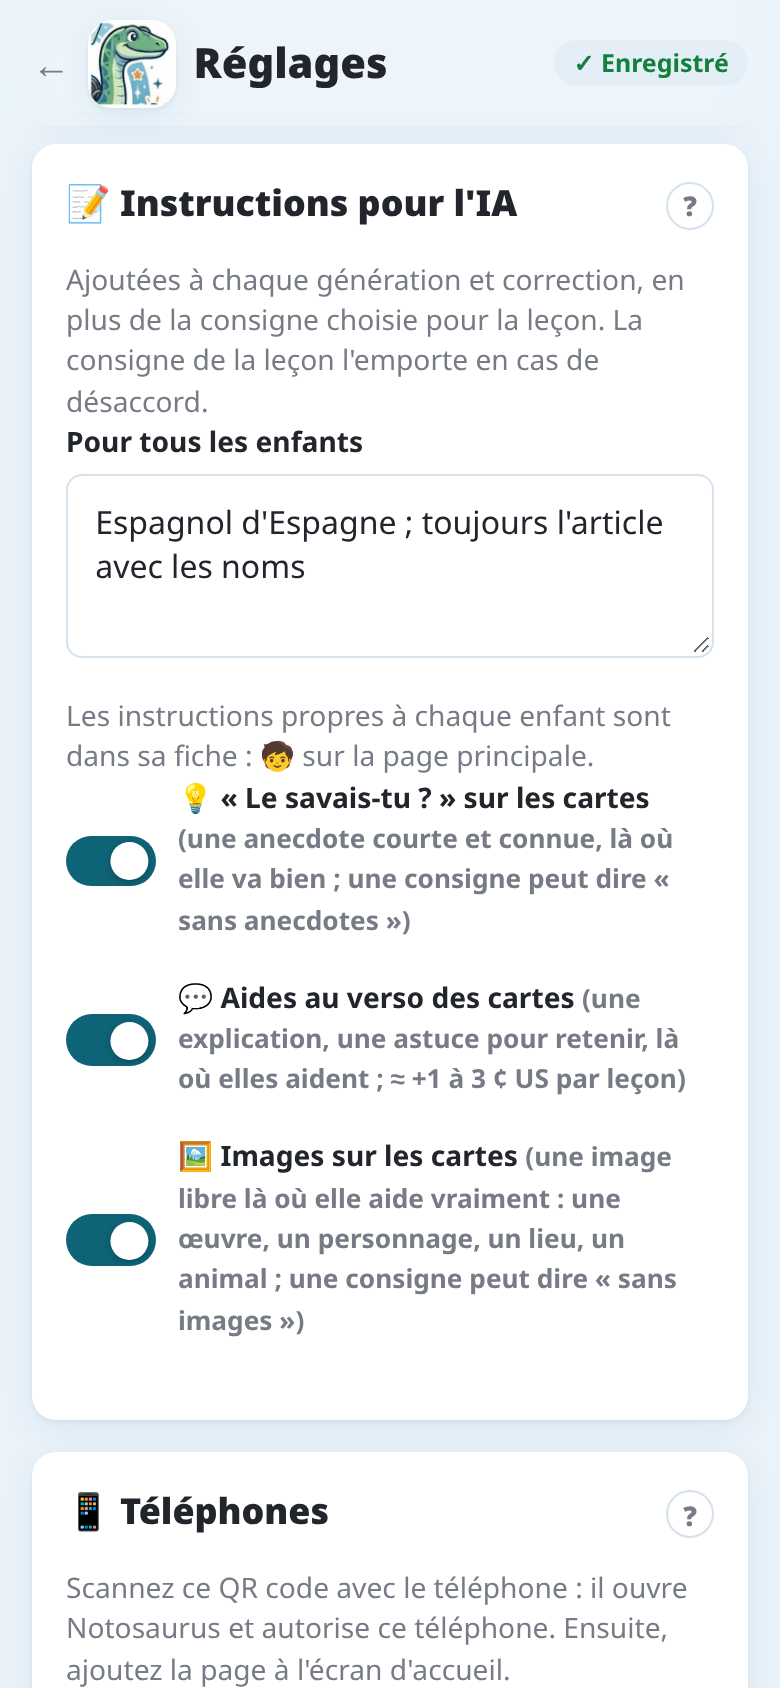 ← Réglages ✓ Enregistré
📝 Instructions pour l'IA ?
Ajoutées à chaque génération et correction, en
plus de la consigne choisie pour la leçon. La
consigne de la leçon l'emporte en cas de
désaccord.
Pour tous les enfants
Espagnol d'Espagne ; toujours l'article
avec les noms
Les instructions propres à chaque enfant sont
dans sa fiche : 🧒 sur la page principale.
💡 « Le savais-tu ? » sur les cartes
(une anecdote courte et connue, là où
elle va bien ; une consigne peut dire «
sans anecdotes »)
💬 Aides au verso des cartes (une
explication, une astuce pour retenir, là
où elles aident ; ≈ +1 à 3 ¢ US par leçon)
🖼️ Images sur les cartes (une image
libre là où elle aide vraiment : une
œuvre, un personnage, un lieu, un
animal ; une consigne peut dire « sans
images »)
📱 Téléphones ?
Scannez ce QR code avec le téléphone : il ouvre
Notosaurus et autorise ce téléphone. Ensuite,
ajoutez la page à l'écran d'accueil.